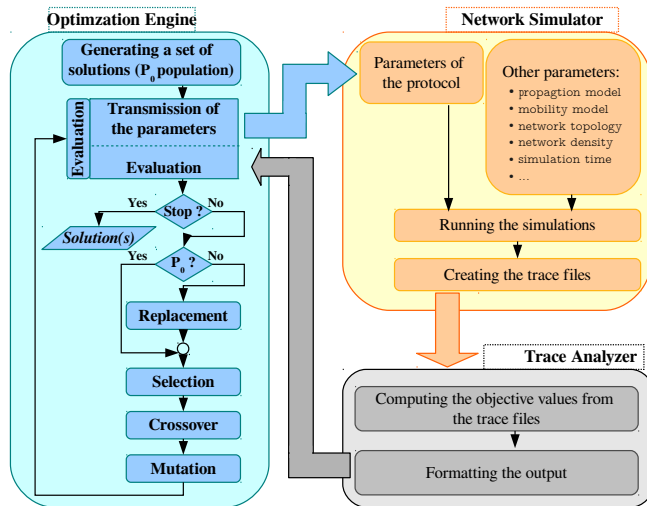 Optimzation Engine
Generating a set of
solutions (P0 population)
Evaluation
Transmission of
the parameters
Evaluation
Yes
No
Stop ?
Solution(s)
Yes
No
P0 ?
Replacement
Selection
Crossover
Mutation
Network Simulator
Parameters of
the protocol
Other parameters:
• propagtion model
• mobility model
• network topology
• network density
• simulation time
• ...
Running the simulations
Creating the trace files
Trace Analyzer
Computing the objective values from
the trace files
Formatting the output